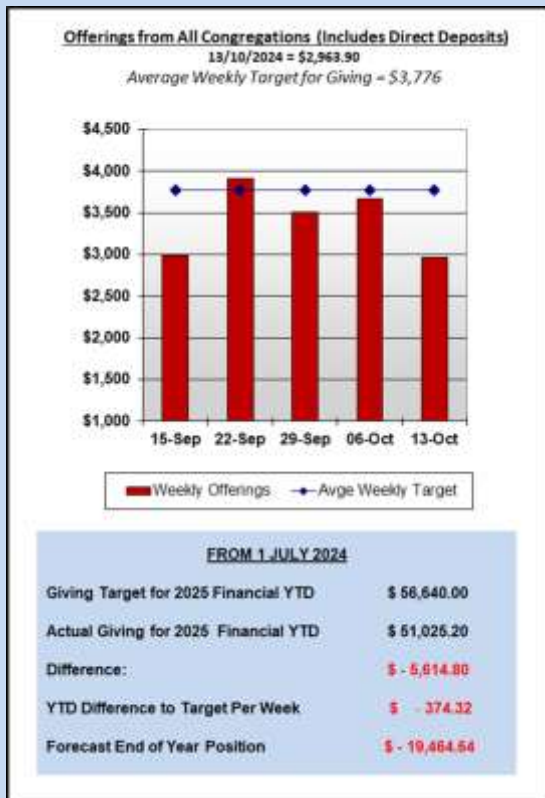 Offerings from All Congregations (Includes Direct Deposits)
13/10/2024 = $2,963.90
Average Weekly Target for Giving = $3,776
$4,500
$4,000
$3,500
$3,000
$2,500
$2,000
$1,500
$1,000
15-Sep 22-Sep 29-Sep 06-Oct 13-Oct
Weekly Offerings Avge Weekly Target
FROM 1 JULY 2024
Giving Target for 2025 Financial YTD $ 56,640.00
Actual Giving for 2025 Financial YTD $ 51,025.20
Difference: $ - 5,614.80
YTD Difference to Target Per Week $ - 374.32
Forecast End of Year Position $ - 19,464.64